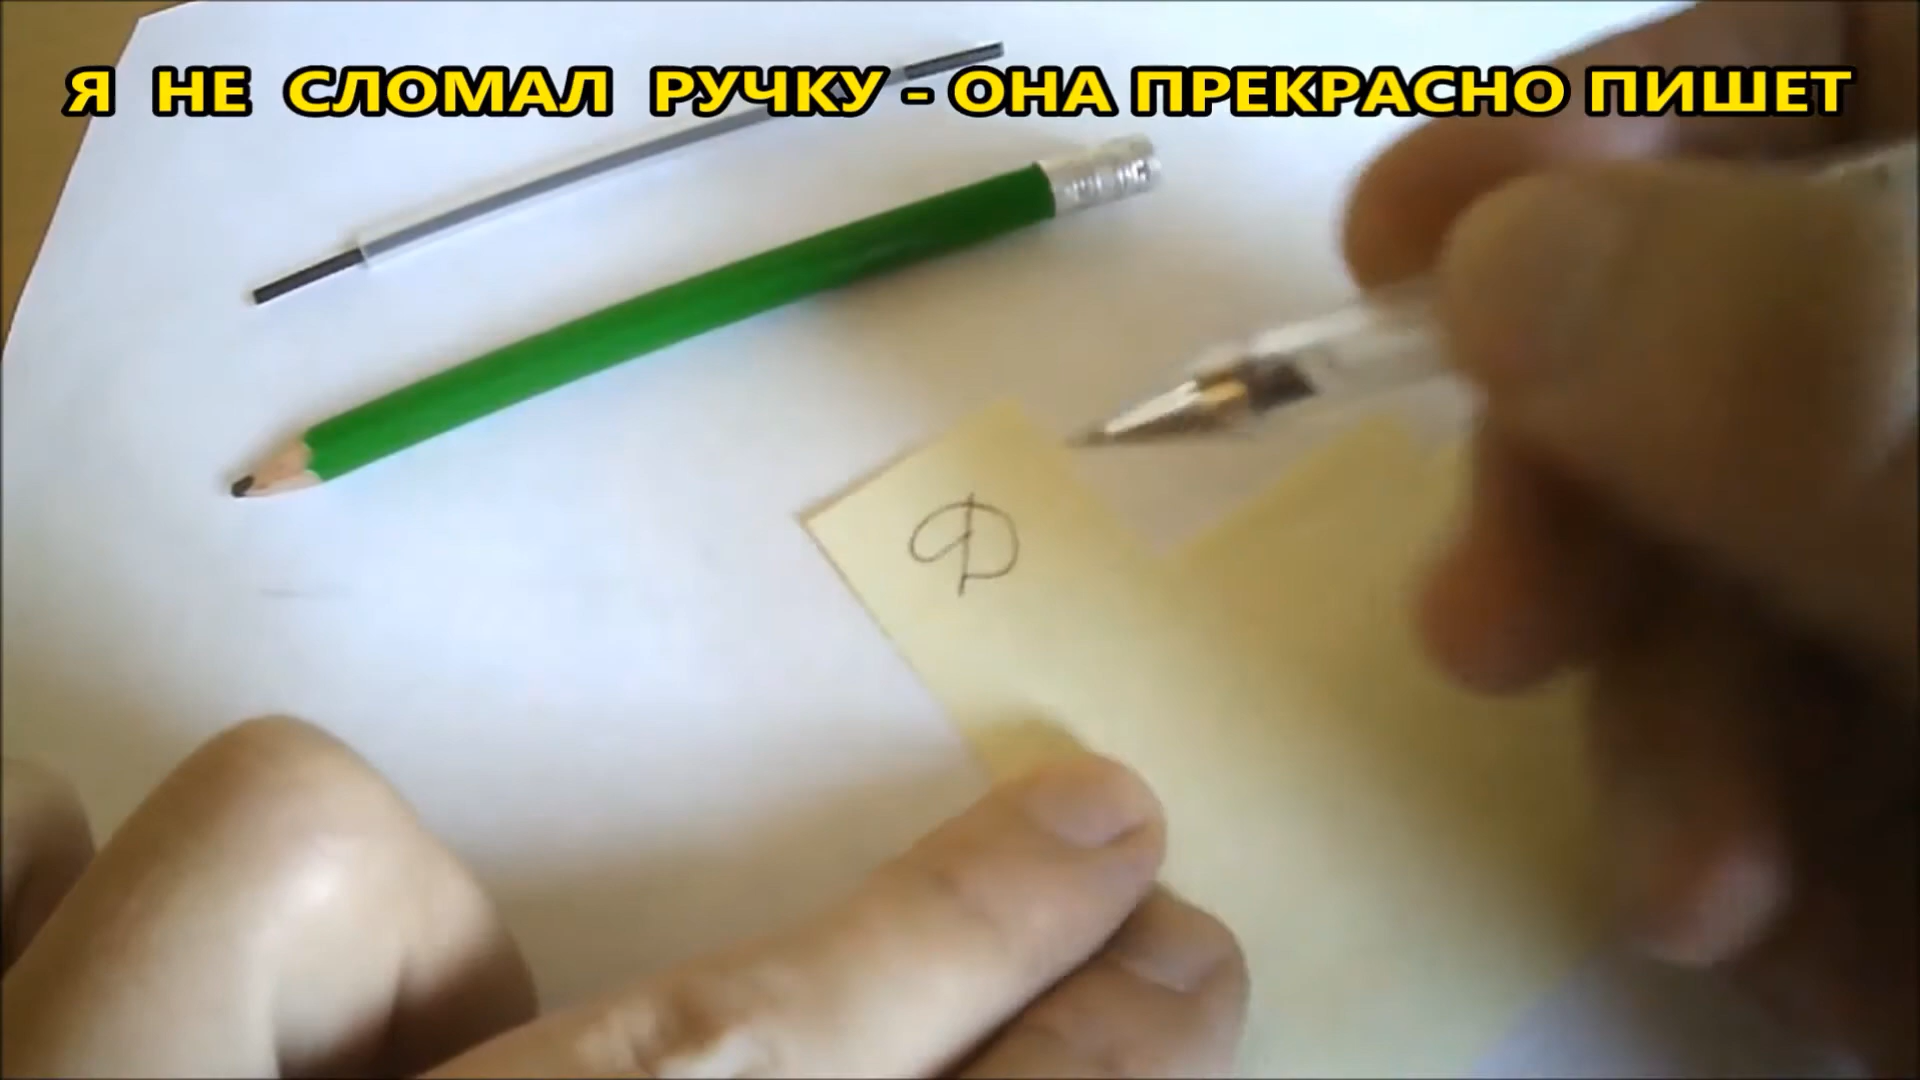 Я НЕ СЛОМАЛ РУЧКУ - ОНА ПРЕКРАСНО ПИШЕТ
Д